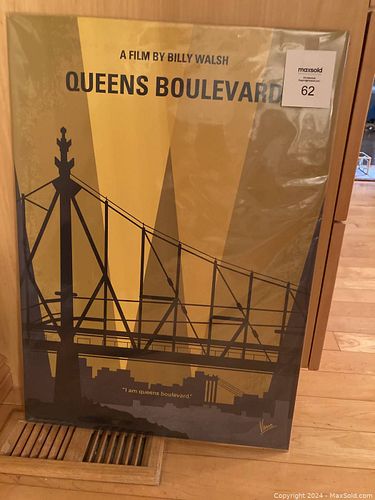 A FILM BY BILLY WALSH
QUEENS BOULEVARD
maxsold
62
"I am queens boulevard."
Copyright 2024 - MaxSold.com